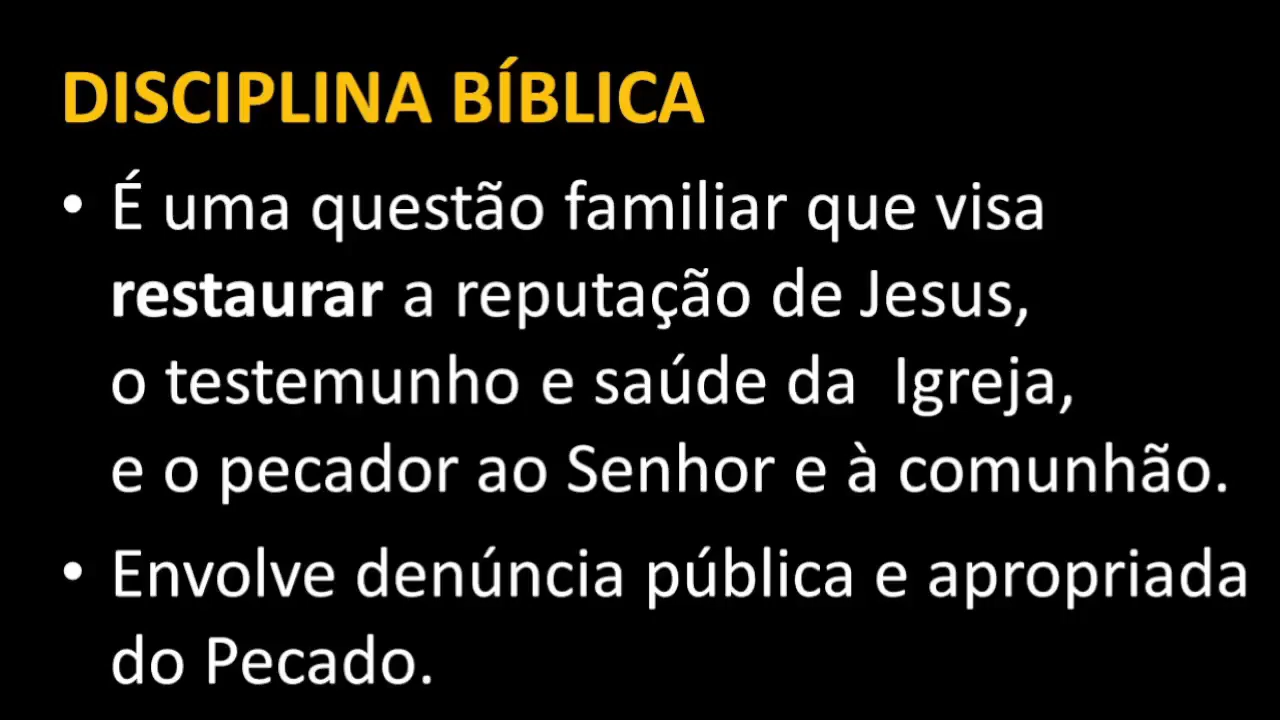 DISCIPLINA BÍBLICA
• É uma questão familiar que visa
restaurar a reputação de Jesus,
o testemunho e saúde da Igreja,
e o pecador ao Senhor e à comunhão.
• Envolve denúncia pública e apropriada
do Pecado.